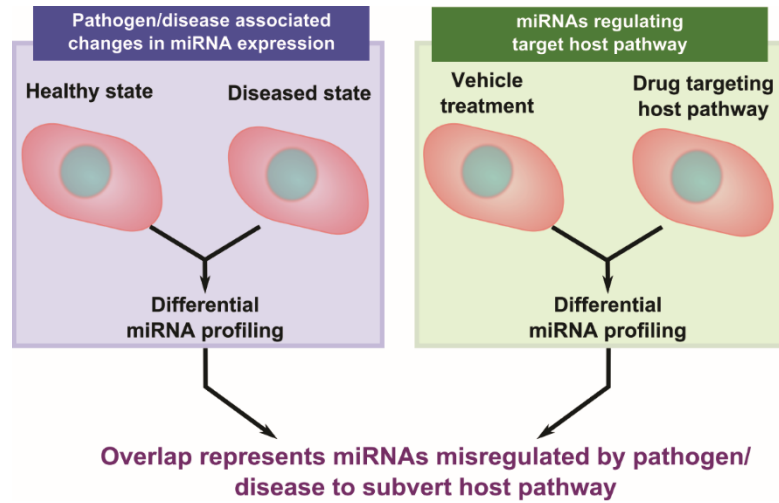 Pathogen/disease associated
changes in miRNA expression
Healthy state
Diseased state
Differential
miRNA profiling
miRNAs regulating
target host pathway
Vehicle
treatment
Drug targeting
host pathway
Differential
miRNA profiling
Overlap represents miRNAs misregulated by pathogen/
disease to subvert host pathway